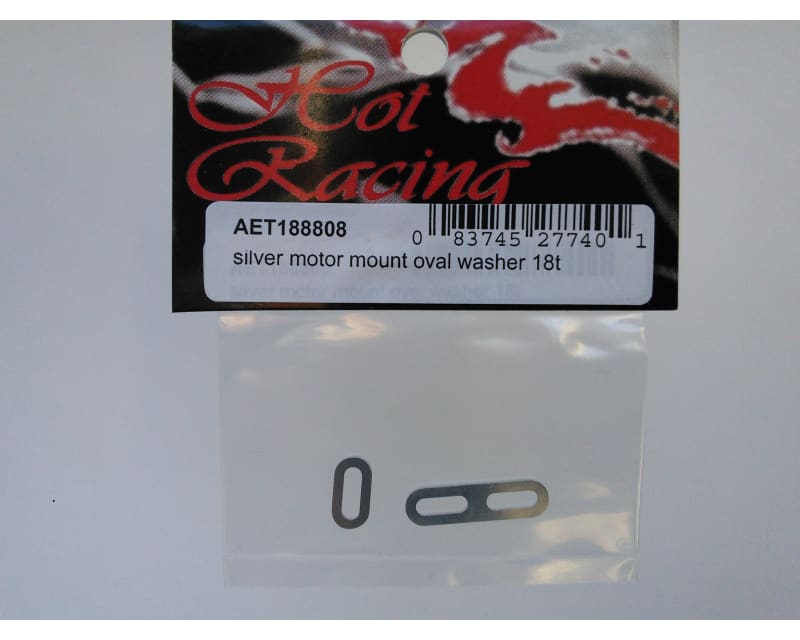 Hot
Racing
AET188808
0 83745 27740 1
silver motor mount oval washer 18t